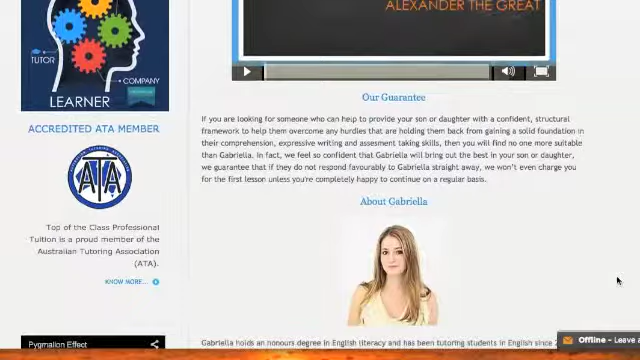 ALEXANDER THE GREAT
TUTOR
COMPANY
LEARNER
ACCREDITED ATA MEMBER
ATA
Top of the Class Professional
Tuition is a proud member of the
Australian Tutoring Association
(ATA).
KNOW MORE...
Pygmalion Effect
Our Guarantee
If you are looking for someone who can help to provide your son or daughter with a confident, structural
framework to help them overcome any hurdles that are holding them back from gaining a solid foundation in
their comprehension, expressive writing and assesment taking skills, then you will find no one more suitable
than Gabriella. In fact, we feel so confident that Gabriella will bring out the best in your son or daughter,
we guarantee that if they do not respond favourably to Gabriella straight away, we won't even charge you
for the first lesson unless you're completely happy to continue on a regular basis.
About Gabriella
Gabriella holds an honours degree in English literacy and has been tutoring students in English since 2
Offline - Leave a